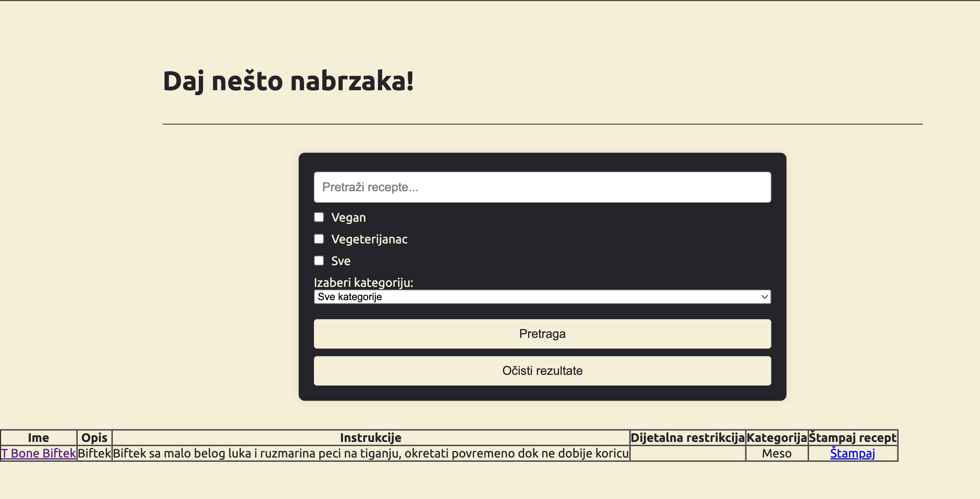 Daj nešto nabrzaka!
Pretraži recepte...
Vegan
Vegeterijanac
Sve
Izaberi kategoriju:
Sve kategorije
Pretraga
Očisti rezultate
Ime Opis Instrukcije Dijetalna restrikcija Kategorija Štampaj recept
T Bone Biftek Biftek Biftek sa malo belog luka i ruzmarina peci na tiganju, okretati povremeno dok ne dobije koricu Meso Štampaj